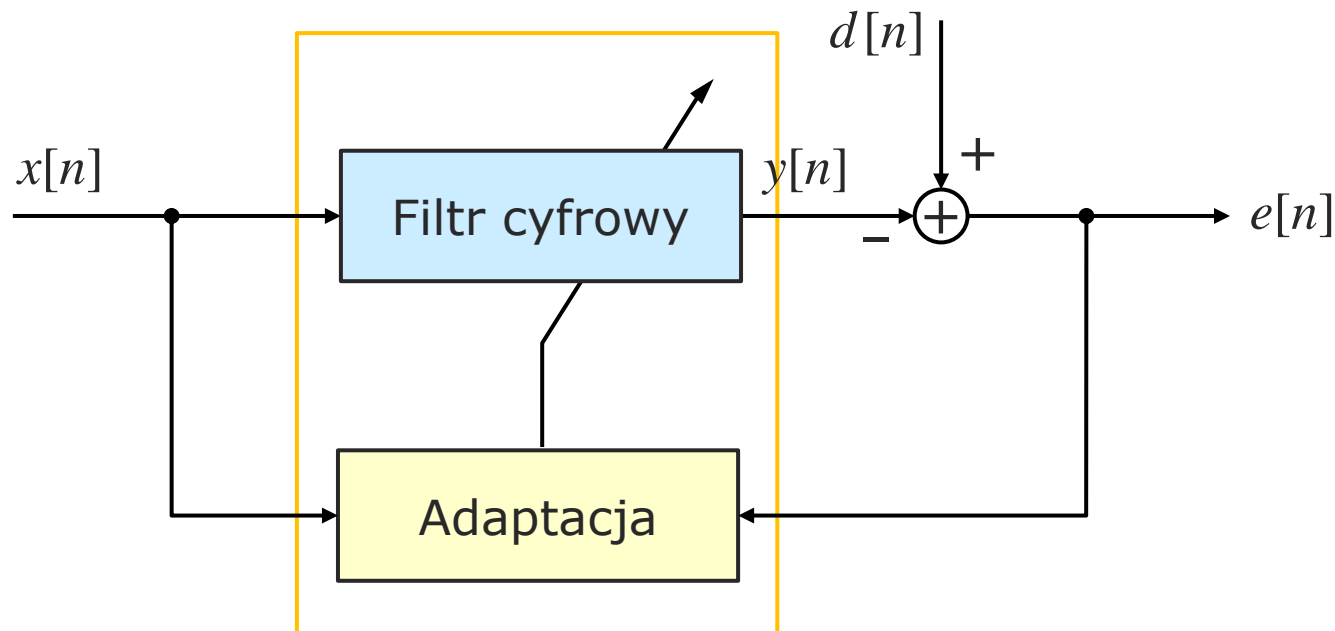 d[n]
+
x[n]
Filtr cyfrowy
y[n]
+
−
e[n]
Adaptacja